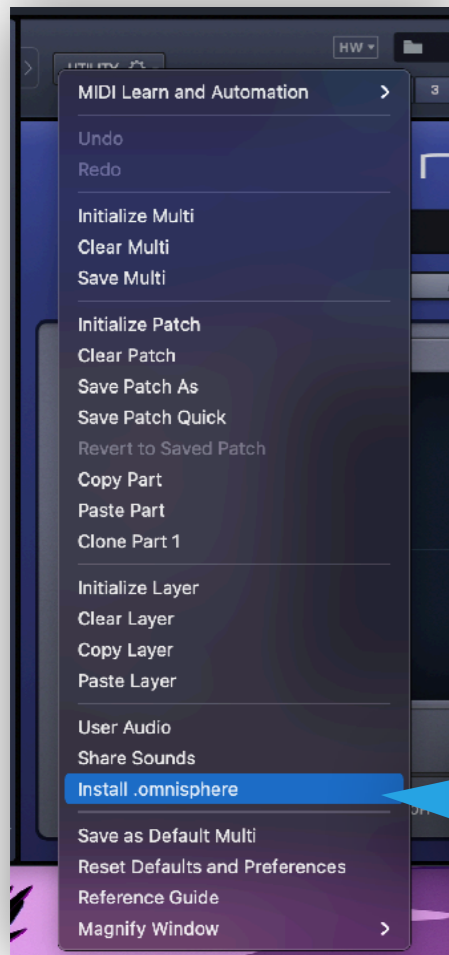 HW
UTILITY
MIDI Learn and Automation
3
Undo
Redo
Initialize Multi
Clear Multi
Save Multi
Initialize Patch
Clear Patch
Save Patch As
Save Patch Quick
Revert to Saved Patch
Copy Part
Paste Part
Clone Part 1
Initialize Layer
Clear Layer
Copy Layer
Paste Layer
User Audio
Share Sounds
Install .omnisphere
Save as Default Multi
Reset Defaults and Preferences
Reference Guide
Magnify Window